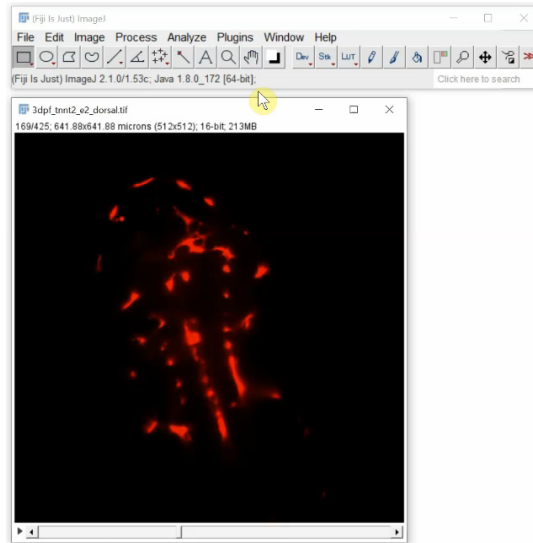 (Fiji Is Just) ImageJ
File Edit Image Process Analyze Plugins Window Help
Dev. Stk LUT
(Fiji Is Just) ImageJ 2.1.0/1.53c; Java 1.8.0_172 [64-bit];
Click here to search
3dpf_tnnt2_e2_dorsal.tif
169/425; 641.88x641.88 microns (512x512); 16-bit; 213MB